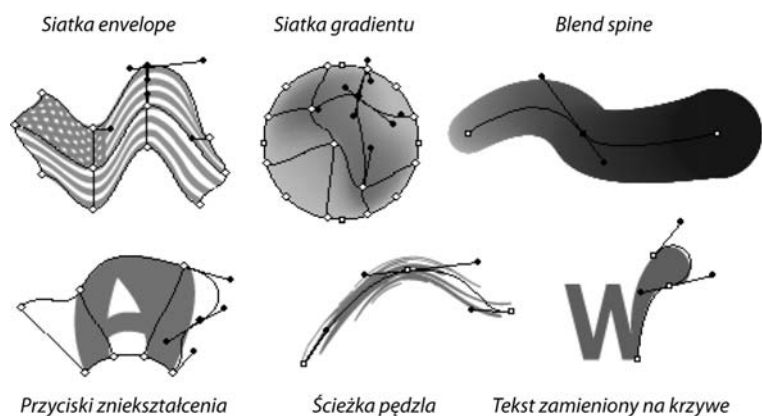 Siatka envelope
Siatka gradientu
Blend spine
A
W
Przyciski zniekształcenia
Ścieżka pędzla
Tekst zamieniony na krzywe